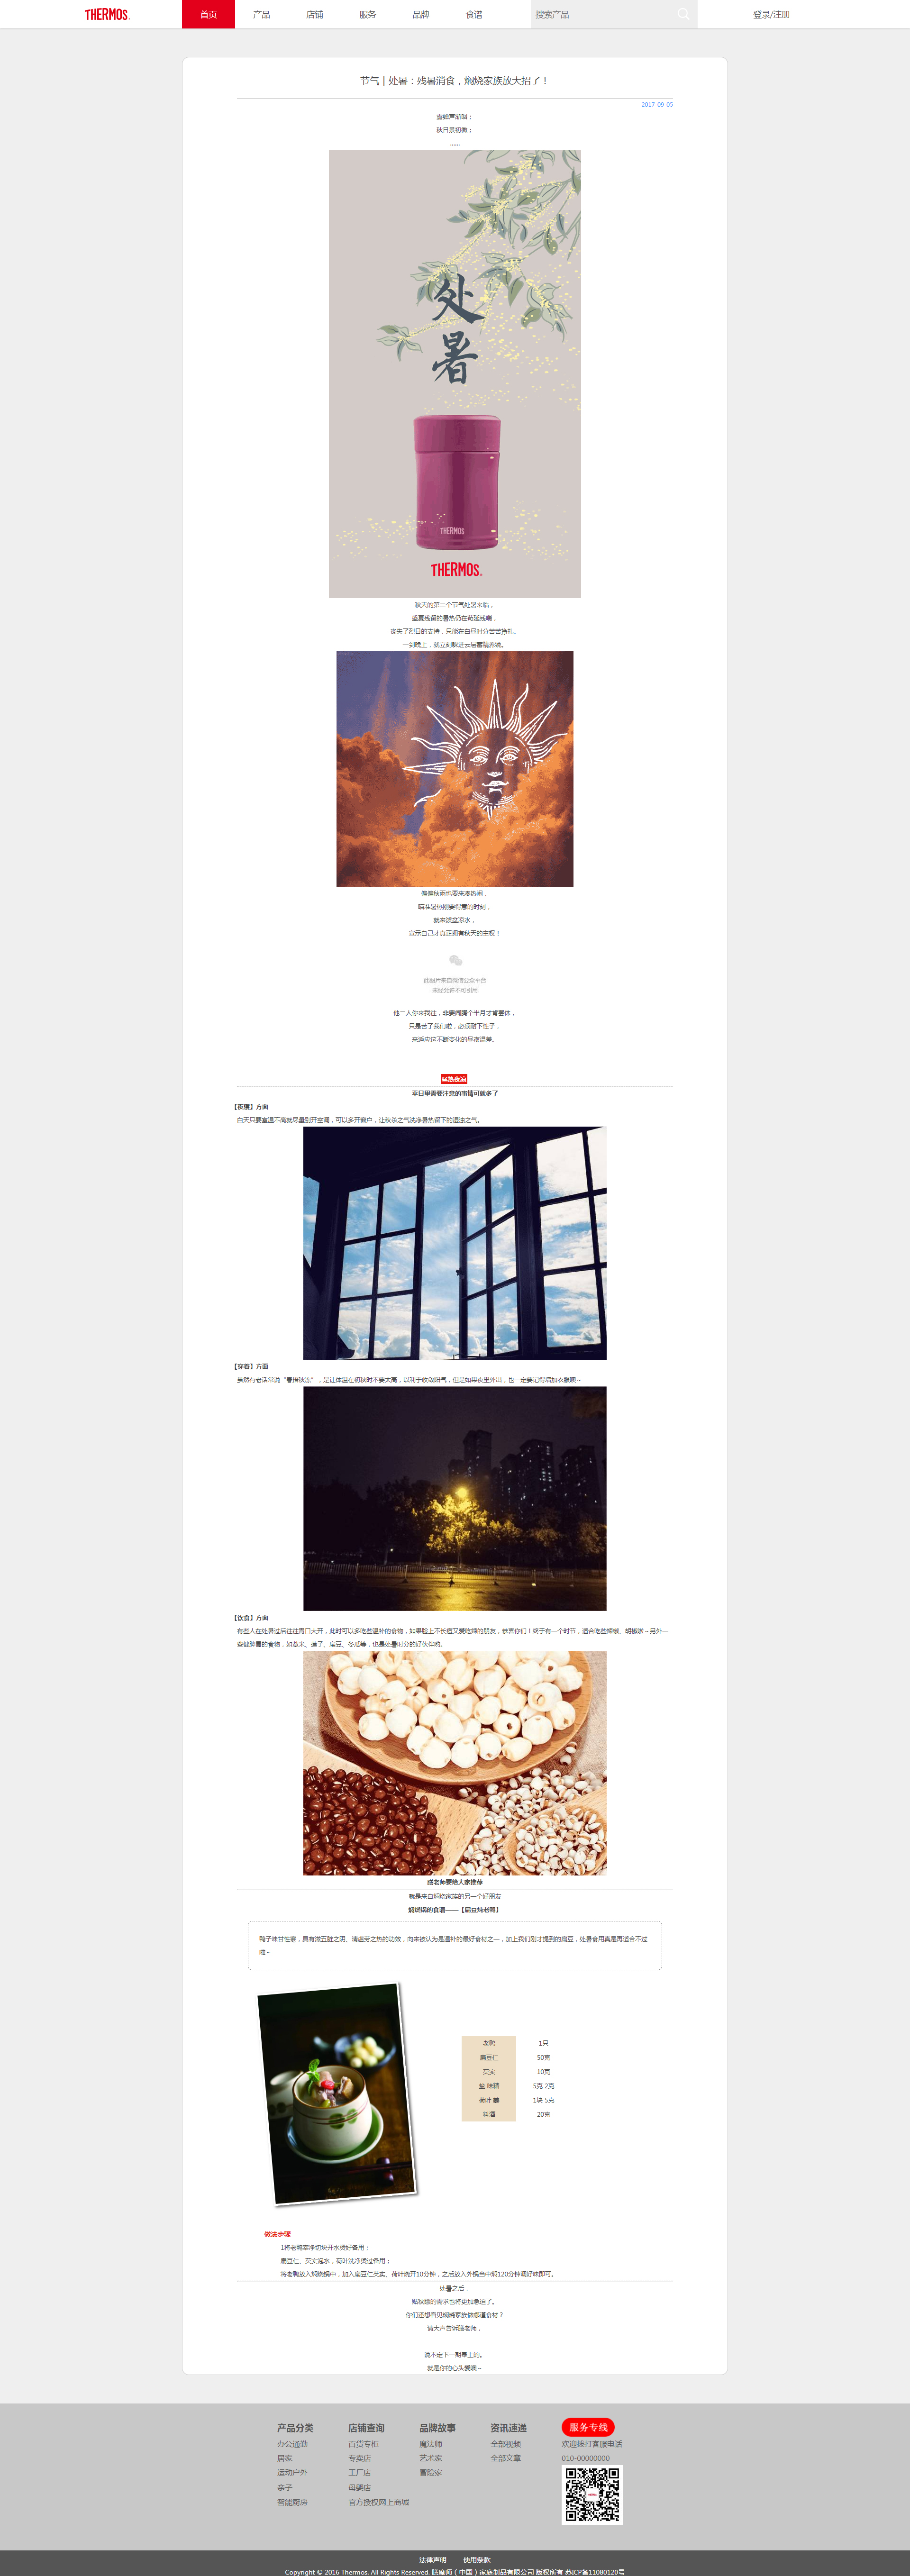 THERMOS.
首页
产品
店铺
服务
品牌
食谱
搜索产品
登录/注册
节气 | 处暑：残暑消食，焖烧家族放大招了！
2017-09-05
露蝉声渐咽；
秋日景初微；
……
处
暑
THERMOS
THERMOS.
秋天的第二个节气处暑来临，
盛夏残留的暑热仍在苟延残喘，
丧失了烈日的支持，只能在白昼时分苦苦挣扎。
一到晚上，就立刻躲进云层蓄精养锐。
偏偏秋雨也要来凑热闹，
瞄准暑热刚要得意的时刻，
就来泼盆凉水，
宣示自己才真正拥有秋天的主权！
此图片来自微信公众平台
未经允许不可引用
他二人你来我往，非要闹腾个半月才肯罢休，
只是苦了我们啦，必须耐下性子，
来适应这不断变化的昼夜温差。
昼热夜凉
平日里需要注意的事情可就多了
【夜寝】方面
白天只要室温不高就尽量别开空调，可以多开窗户，让秋杀之气洗净暑热留下的湿浊之气。
【穿着】方面
虽然有老话常说“春捂秋冻”，是让体温在初秋时不要太高，以利于收敛阳气，但是如果夜里外出，也一定要记得增加衣服噢～
【饮食】方面
有些人在处暑过后往往胃口大开，此时可以多吃些温补的食物，如果脸上不长痘又爱吃辣的朋友，恭喜你们！终于有一个时节，适合吃些辣椒、胡椒啦～另外一
些健脾胃的食物，如薏米、莲子、扁豆、冬瓜等，也是处暑时分的好伙伴哟。
膳老师要给大家推荐
就是来自焖烧家族的另一个好朋友
焖烧锅的食谱——【扁豆炖老鸭】
鸭子味甘性寒，具有滋五脏之阴、清虚劳之热的功效，向来被认为是温补的最好食材之一，加上我们刚才提到的扁豆，处暑食用真是再适合不过
啦～
老鸭 1只
扁豆仁 50克
芡实 10克
盐 味精 5克 2克
荷叶 姜 1块 5克
料酒 20克
做法步骤
1将老鸭宰净切块开水烫好备用；
扁豆仁、芡实泡水，荷叶洗净烫过备用；
将老鸭放入焖烧锅中，加入扁豆仁芡实、荷叶烧开10分钟，之后放入外锅当中焖120分钟调好味即可。
处暑之后，
贴秋膘的需求也将更加急迫了。
你们还想看见焖烧家族做哪道食材？
请大声告诉膳老师，
说不定下一期奉上的。
就是你的心头爱噢～
产品分类
办公通勤
居家
运动户外
亲子
智能厨房
店铺查询
百货专柜
专卖店
工厂店
母婴店
官方授权网上商城
品牌故事
魔法师
艺术家
冒险家
资讯速递
全部视频
全部文章
服务专线
欢迎拨打客服电话
010-00000000
法律声明
使用条款
Copyright © 2016 Thermos. All Rights Reserved. 膳魔师（中国）家庭制品有限公司 版权所有 苏ICP备11080120号